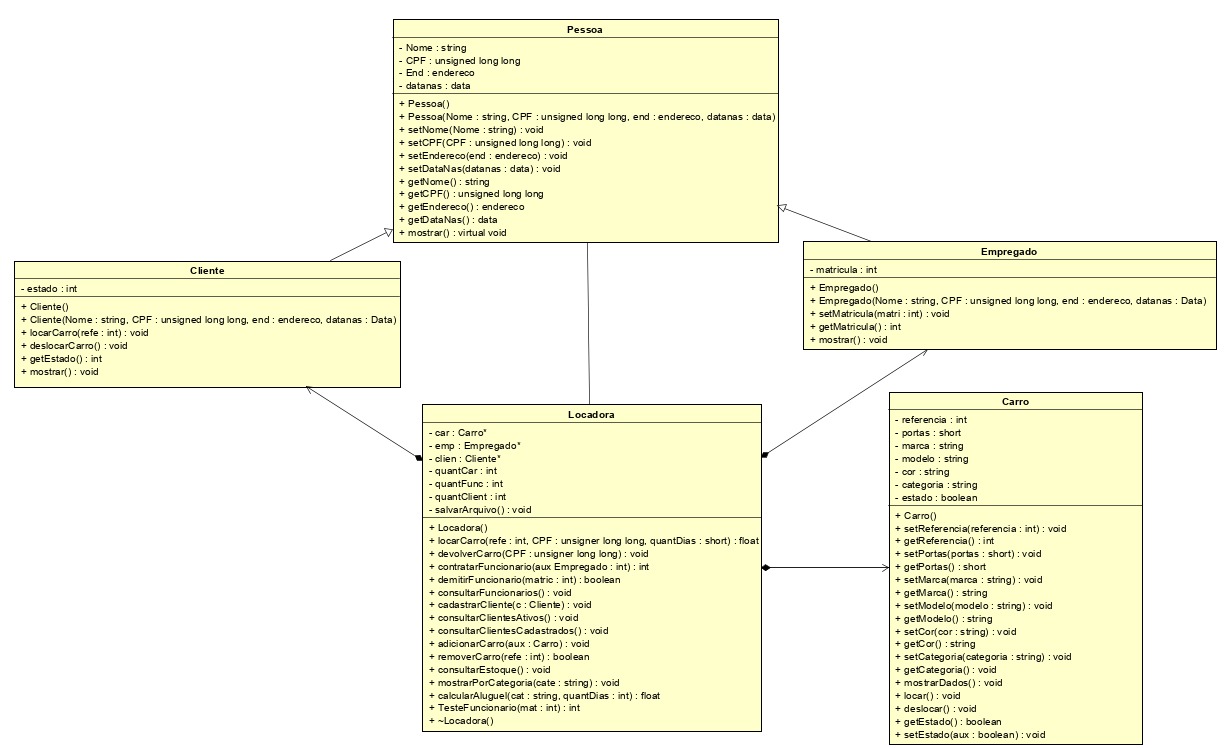 Pessoa
- Nome : string
- CPF : unsigned long long
- End : endereco
- datanas : data
+ Pessoa()
+ Pessoa(Nome : string, CPF : unsigned long long, end : endereco, datanas : data)
+ setNome(Nome : string) : void
+ setCPF(CPF : unsigned long long) : void
+ setEndereco(end : endereco) : void
+ setDataNas(datanas : data) : void
+ getNome() : string
+ getCPF() : unsigned long long
+ getEndereco() : endereco
+ getDataNas() : data
+ mostrar() : virtual void
Cliente
- estado : int
+ Cliente()
+ Cliente(Nome : string, CPF : unsigned long long, end : endereco, datanas : Data)
+ locarCarro(refe : int) : void
+ deslocarCarro() : void
+ getEstado() : int
+ mostrar() : void
Empregado
- matricula : int
+ Empregado()
+ Empregado(Nome : string, CPF : unsigned long long, end : endereco, datanas : Data)
+ setMatricula(matri : int) : void
+ getMatricula() : int
+ mostrar() : void
Locadora
- car : Carro*
- emp : Empregado*
- clien : Cliente*
- quantCar : int
- quantFunc : int
- quantClient : int
- salvarArquivo() : void
+ Locadora()
+ locarCarro(refe : int, CPF : unsigner long long, quantDias : short) : float
+ devolverCarro(CPF : unsigner long long) : void
+ contratarFuncionario(aux Empregado : int) : int
+ demitirFuncionario(matric : int) : boolean
+ consultarFuncionarios() : void
+ cadastrarCliente(c : Cliente) : void
+ consultarClientesAtivos() : void
+ consultarClientesCadastrados() : void
+ adicionarCarro(aux : Carro) : void
+ removerCarro(refe : int) : boolean
+ consultarEstoque() : void
+ mostrarPorCategoria(cate : string) : void
+ calcularAluguel(cat : string, quantDias : int) : float
+ TesteFuncionario(mat : int) : int
+ ~Locadora()
Carro
- referencia : int
- portas : short
- marca : string
- modelo : string
- cor : string
- categoria : string
- estado : boolean
+ Carro()
+ setReferencia(referencia : int) : void
+ getReferencia() : int
+ setPortas(portas : short) : void
+ getPortas() : short
+ setMarca(marca : string) : void
+ getMarca() : string
+ setModelo(modelo : string) : void
+ getModelo() : string
+ setCor(cor : string) : void
+ getCor() : string
+ setCategoria(categoria : string) : void
+ getCategoria() : void
+ mostrarDados() : void
+ locar() : void
+ deslocar() : void
+ getEstado() : boolean
+ setEstado(aux : boolean) : void